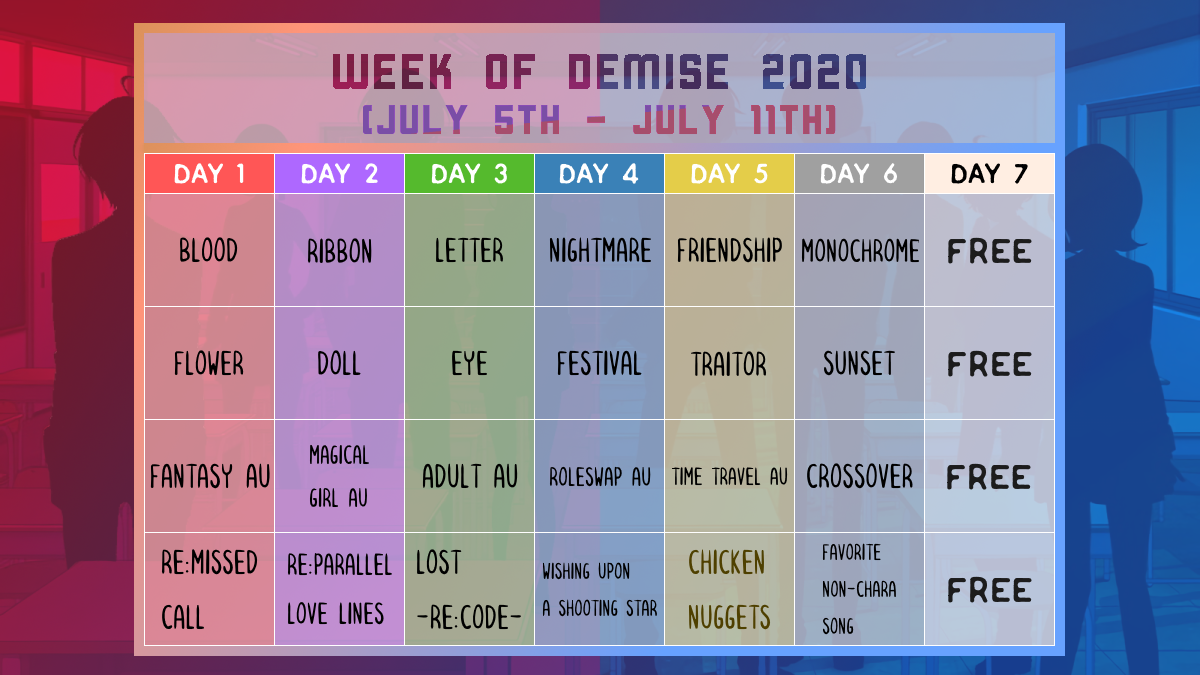 WEEK OF DEMISE 2020
(JULY 5TH - JULY 11TH)
DAY 1 DAY 2 DAY 3 DAY 4 DAY 5 DAY 6 DAY 7
BLOOD RIBBON LETTER NIGHTMARE FRIENDSHIP MONOCHROME FREE
FLOWER DOLL EYE FESTIVAL TRAITOR SUNSET FREE
FANTASY AU
MAGICAL
GIRL AU
ADULT AU
ROLESWAP AU
TIME TRAVEL AU
CROSSOVER
FREE
RE:MISSED
CALL
RE:PARALLEL
LOVE LINES
LOST
-RE:CODE-
WISHING UPON
A SHOOTING STAR
CHICKEN
NUGGETS
FAVORITE
NON-CHARA
SONG
FREE